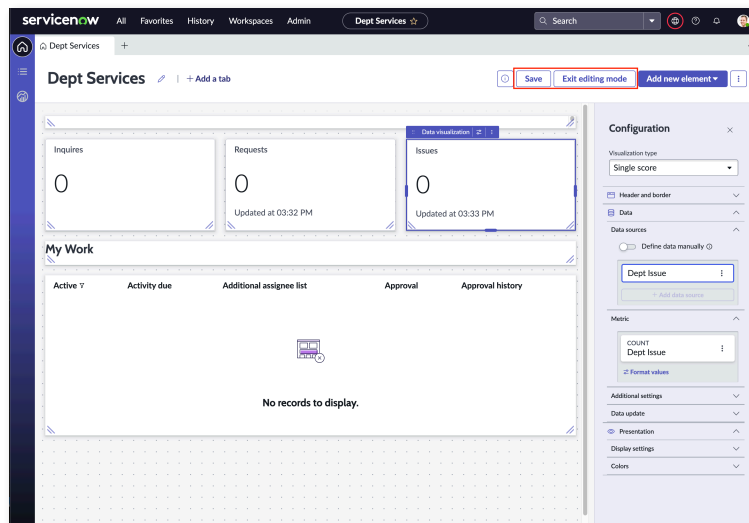 servicenow All Favorites History Workspaces Admin Dept Services Search
Dept Services
Dept Services + Add a tab Save Exit editing mode Add new element
Data visualization
Inquires
0
Requests
0
Updated at 03:32 PM
Issues
0
Updated at 03:33 PM
My Work
Active Activity due Additional assignee list Approval Approval history
No records to display.
Configuration
Visualization type
Single score
Header and border
Data
Data sources
Define data manually
Dept Issue
+ Add data source
Metric
COUNT
Dept Issue
Format values
Additional settings
Data update
Presentation
Display settings
Colors